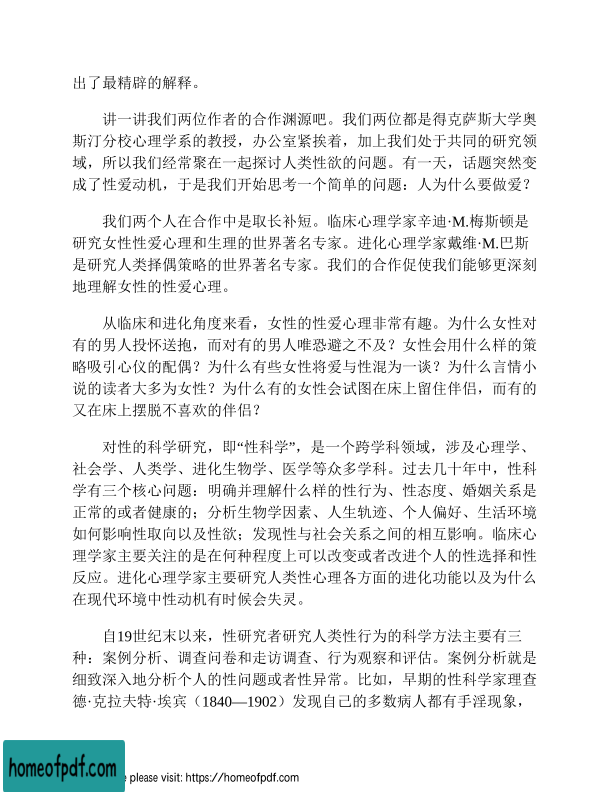 出了最精辟的解释。
讲一讲我们两位作者的合作渊源吧。我们两位都是得克萨斯大学奥
斯汀分校心理学系的教授，办公室紧挨着，加上我们处于共同的研究领
域，所以我们经常聚在一起探讨人类性欲的问题。有一天，话题突然变
成了性爱动机，于是我们开始思考一个简单的问题：人为什么要做爱？
我们两个人在合作中是取长补短。临床心理学家辛迪·M.梅斯顿是
研究女性性爱心理和生理的世界著名专家。进化心理学家戴维·M.巴斯
是研究人类择偶策略的世界著名专家。我们的合作促使我们能够更深刻
地理解女性的性爱心理。
从临床和进化角度来看，女性的性爱心理非常有趣。为什么女性对
有的男人投怀送抱，而对有的男人唯恐避之不及？女性会用什么样的策
略吸引心仪的配偶？为什么有些女性将爱与性混为一谈？为什么言情小
说的读者大多为女性？为什么有的女性会试图在床上留住伴侣，而有的
又在床上摆脱不喜欢的伴侣？
对性的科学研究，即“性科学”，是一个跨学科领域，涉及心理学、
社会学、人类学、进化生物学、医学等众多学科。过去几十年中，性科
学有三个核心问题：明确并理解什么样的性行为、性态度、婚姻关系是
正常的或者健康的；分析生物学因素、人生轨迹、个人偏好、生活环境
如何影响性取向以及性欲；发现性与社会关系之间的相互影响。临床心
理学家主要关注的是在何种程度上可以改变或者改进个人的性选择和性
反应。进化心理学家主要研究人类性心理各方面的进化功能以及为什么
在现代环境中性动机有时候会失灵。
自19世纪末以来，性研究者研究人类性行为的科学方法主要有三
种：案例分析、调查问卷和走访调查、行为观察和评估。案例分析就是
细致深入地分析个人的性问题或者性异常。比如，早期的性科学家理查
德·克拉夫特·埃宾（1840—1902）发现自己的多数病人都有手淫现象，
homeofpdf.com
please visit: https://homeofpdf.com